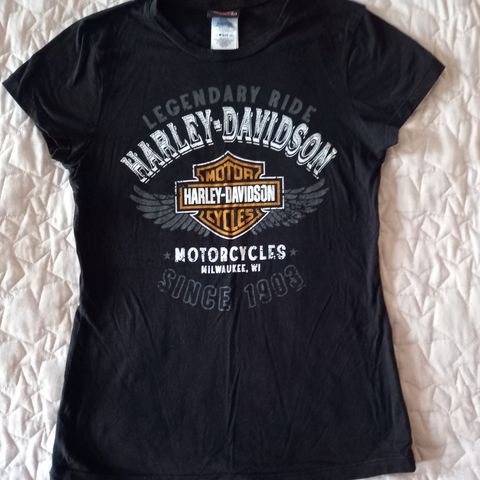 LEGENDARY RIDE
HARLEY-DAVIDSON
MOTOR
HARLEY-DAVIDSON
CYCLES
MOTORCYCLES
MILWAUKEE, WI
SINCE 1903